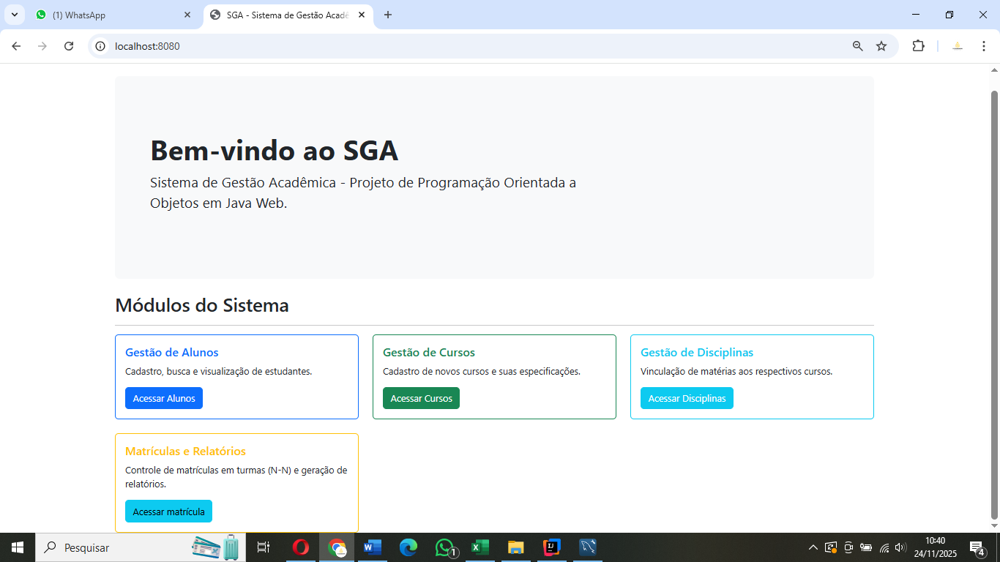 (1) WhatsApp
SGA - Sistema de Gestão Acadê
localhost:8080
Bem-vindo ao SGA
Sistema de Gestão Acadêmica - Projeto de Programação Orientada a
Objetos em Java Web.
Módulos do Sistema
Gestão de Alunos
Cadastro, busca e visualização de estudantes.
Acessar Alunos
Gestão de Cursos
Cadastro de novos cursos e suas especificações.
Acessar Cursos
Gestão de Disciplinas
Vinculação de matérias aos respectivos cursos.
Acessar Disciplinas
Matrículas e Relatórios
Controle de matrículas em turmas (N-N) e geração de
relatórios.
Acessar matrícula
Pesquisar
1
10:40
24/11/2025
4